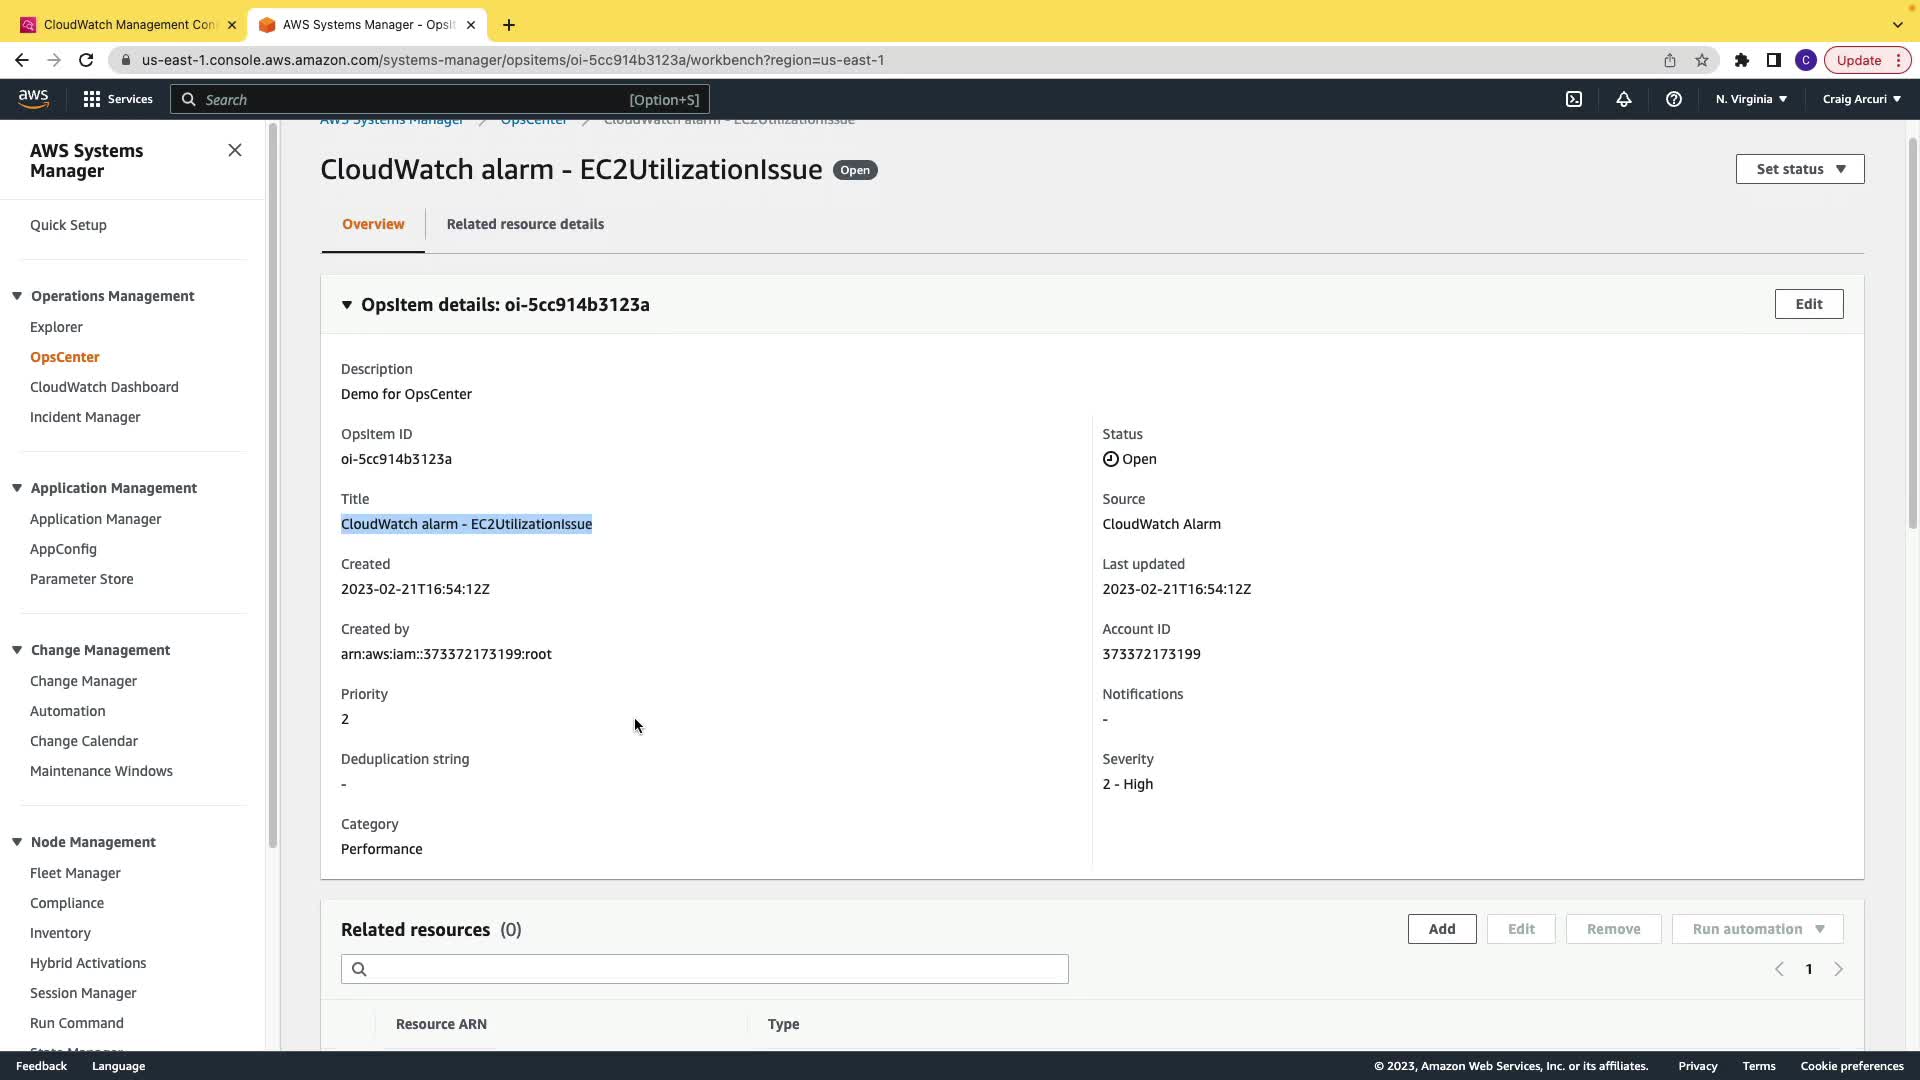 CloudWatch Management Con
AWS Systems Manager - OpsIt
us-east-1.console.aws.amazon.com/systems-manager/opsitems/oi-5cc914b3123a/workbench?region=us-east-1
C
Update
aws
Services
Search
[Option+S]
N. Virginia
Craig Arcuri
AWS Systems Manager
Quick Setup
Operations Management
Explorer
OpsCenter
CloudWatch Dashboard
Incident Manager
Application Management
Application Manager
AppConfig
Parameter Store
Change Management
Change Manager
Automation
Change Calendar
Maintenance Windows
Node Management
Fleet Manager
Compliance
Inventory
Hybrid Activations
Session Manager
Run Command
State Manager
AWS Systems Manager / OpsCenter / CloudWatch alarm - EC2UtilizationIssue
CloudWatch alarm - EC2UtilizationIssue Open
Set status
Overview
Related resource details
OpsItem details: oi-5cc914b3123a
Edit
Description
Demo for OpsCenter
OpsItem ID
oi-5cc914b3123a
Status
Open
Title
CloudWatch alarm - EC2UtilizationIssue
Source
CloudWatch Alarm
Created
2023-02-21T16:54:12Z
Last updated
2023-02-21T16:54:12Z
Created by
arn:aws:iam::373372173199:root
Account ID
373372173199
Priority
2
Notifications
-
Deduplication string
-
Severity
2 - High
Category
Performance
Related resources (0)
Add
Edit
Remove
Run automation
1
Resource ARN
Type
Feedback
Language
© 2023, Amazon Web Services, Inc. or its affiliates.
Privacy
Terms
Cookie preferences